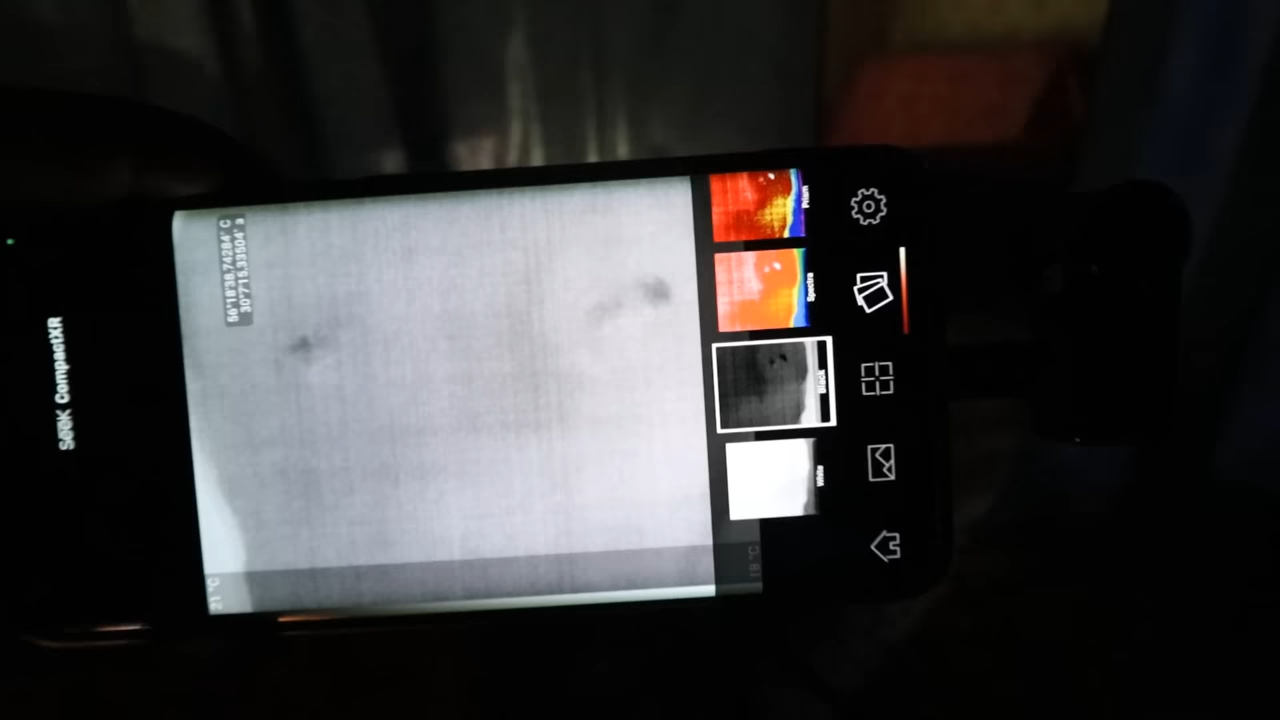 Seek CompactXR
56°18'38,74284" С
30°7'15,33504" в
21 °C
18 °C
Prism
Spectra
Black
White